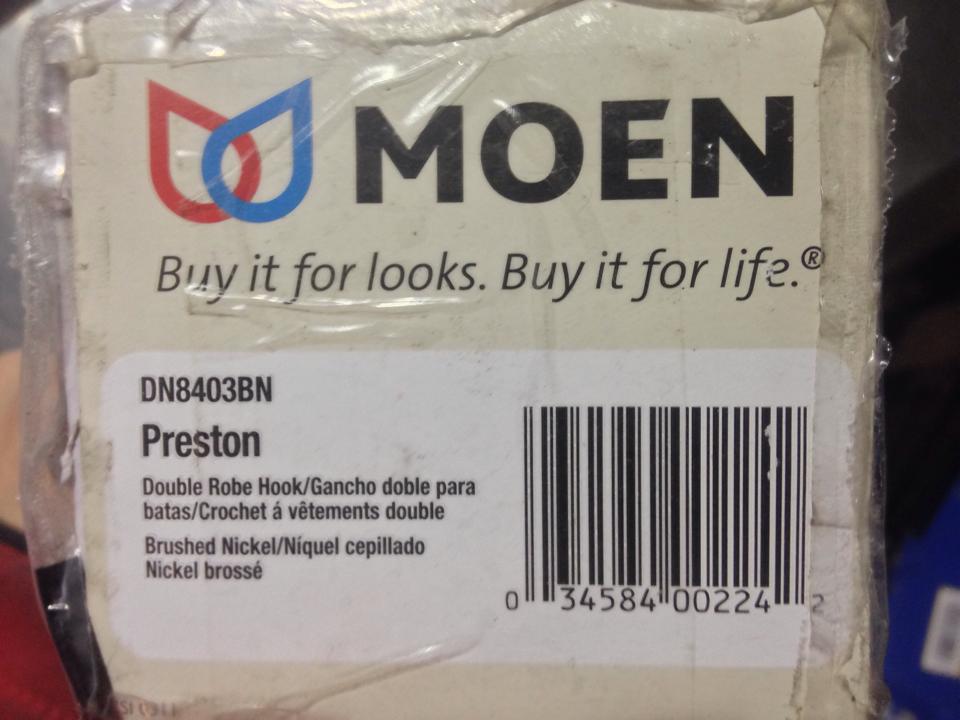 MOEN
Buy it for looks. Buy it for life.®
DN8403BN
Preston
Double Robe Hook/Gancho doble para
batas/Crochet á vêtements double
Brushed Nickel/Níquel cepillado
Nickel brossé
0 34584 00224 2